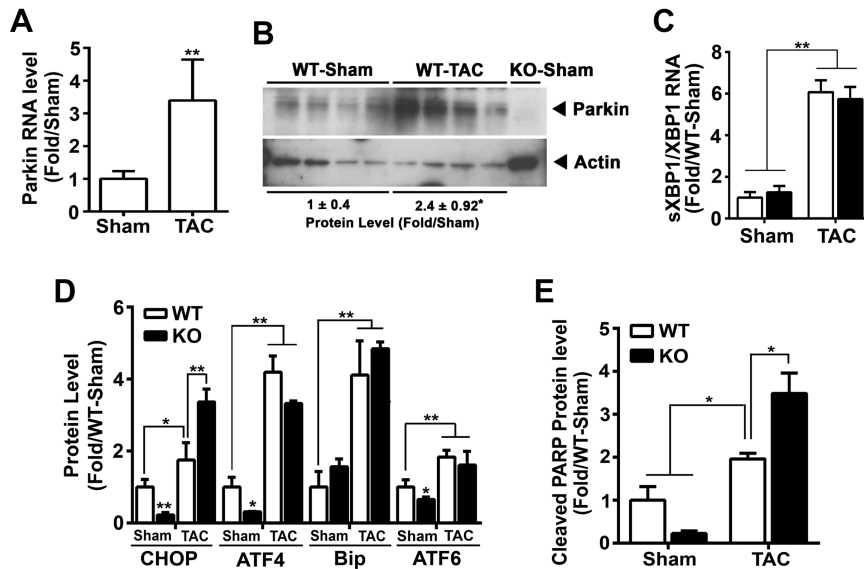 A
Parkin RNA level
(Fold/Sham)
5
4
3
2
1
0
**
Sham TAC
B
WT-Sham WT-TAC KO-Sham
Parkin
Actin
1 ± 0.4 2.4 ± 0.92*
Protein Level (Fold/Sham)
C
sXBP1/XBP1 RNA
(Fold/WT-Sham)
8
6
4
2
0
**
Sham TAC
D
Protein Level
(Fold/WT-Sham)
6
4
2
0
WT
KO
** ** ** * ** ** * *
Sham TAC Sham TAC Sham TAC Sham TAC
CHOP ATF4 Bip ATF6
E
Cleaved PARP Protein level
(Fold/WT-Sham)
5
4
3
2
1
0
WT
KO
*
*
Sham TAC